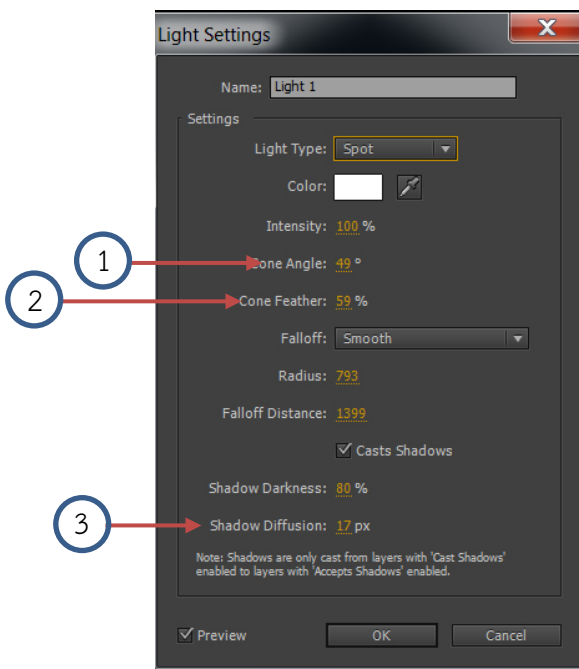 Light Settings
X
Name: Light 1
Settings
Light Type: Spot
Color:
Intensity: 100 %
1
Cone Angle: 49 °
2
Cone Feather: 59 %
Falloff: Smooth
Radius: 793
Falloff Distance: 1399
Casts Shadows
Shadow Darkness: 80 %
3
Shadow Diffusion: 17 px
Note: Shadows are only cast from layers with 'Cast Shadows'
enabled to layers with 'Accepts Shadows' enabled.
Preview OK Cancel